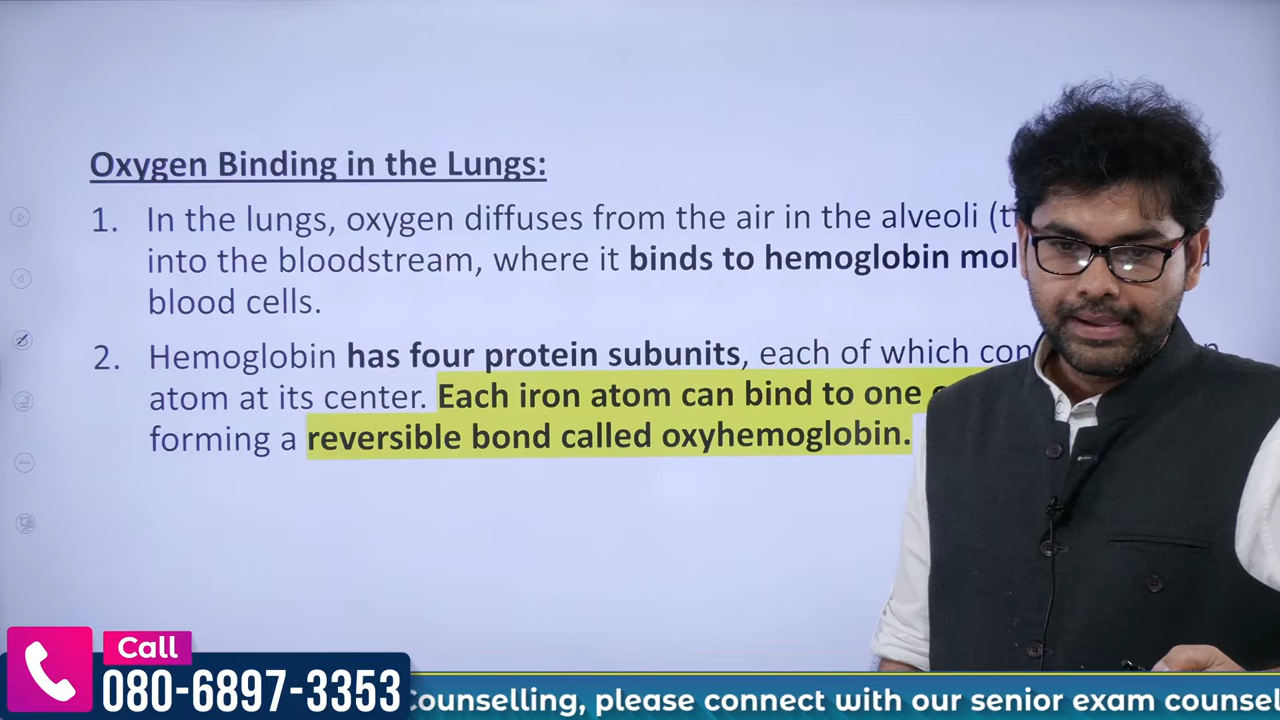 Oxygen Binding in the Lungs:
1. In the lungs, oxygen diffuses from the air in the alveoli
into the bloodstream, where it binds to hemoglobin
blood cells.
2. Hemoglobin has four protein subunits, each of which
atom at its center. Each iron atom can bind to one
forming a reversible bond called oxyhemoglobin.
Call
080-6897-3353
Counselling, please connect with our senior exam